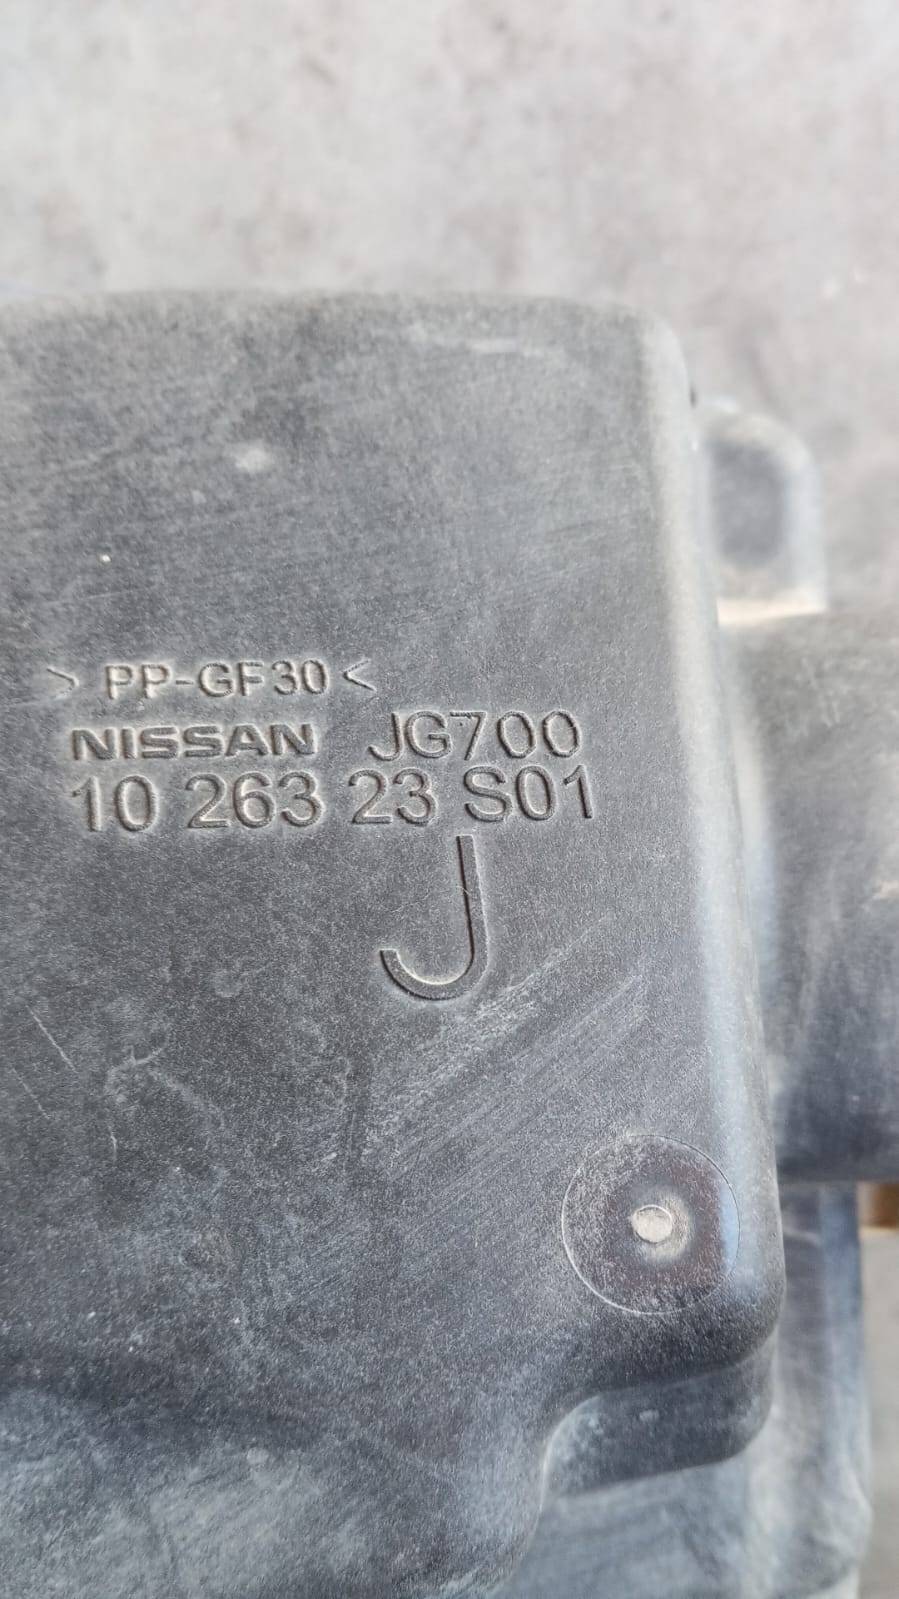 >PP-GF30<
NISSAN JG700
10 263 23 S01
J